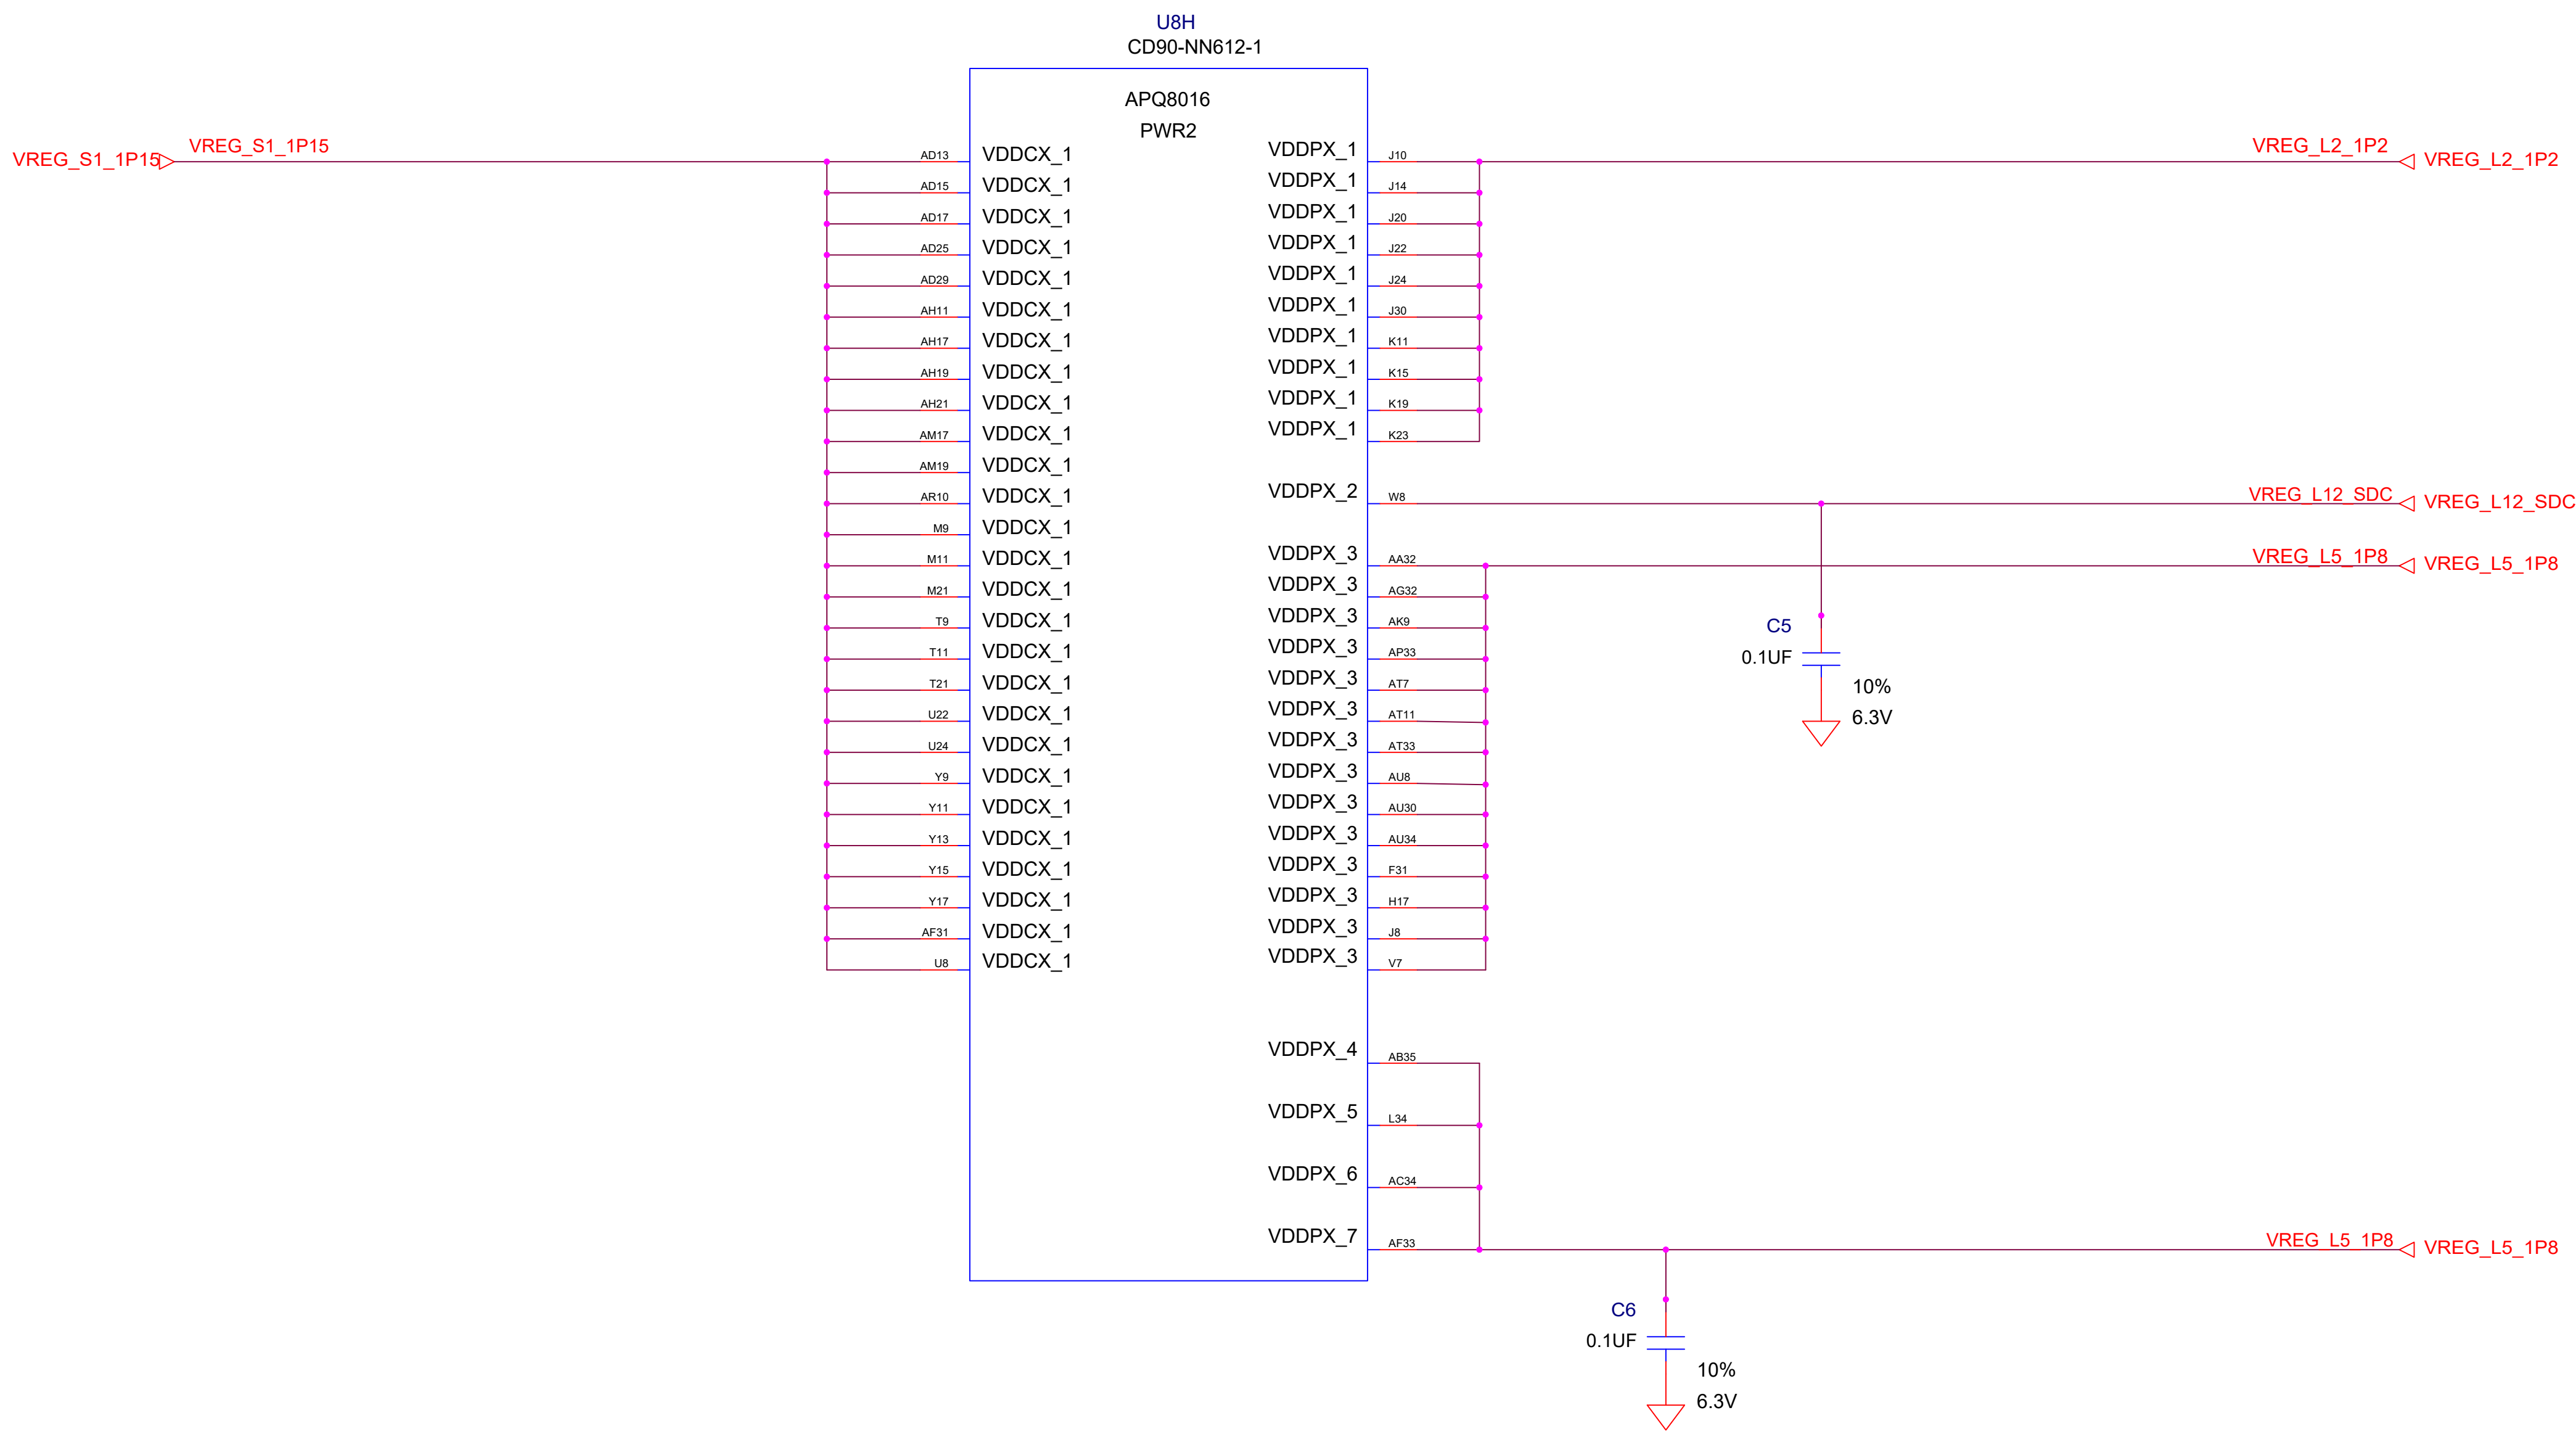 U8H
CD90-NN612-1
APQ8016
PWR2
VREG_S1_1P15 VREG_S1_1P15
AD13 VDDCX_1
AD15 VDDCX_1
AD17 VDDCX_1
AD25 VDDCX_1
AD29 VDDCX_1
AH11 VDDCX_1
AH17 VDDCX_1
AH19 VDDCX_1
AH21 VDDCX_1
AM17 VDDCX_1
AM19 VDDCX_1
AR10 VDDCX_1
M9 VDDCX_1
M11 VDDCX_1
M21 VDDCX_1
T9 VDDCX_1
T11 VDDCX_1
T21 VDDCX_1
U22 VDDCX_1
U24 VDDCX_1
Y9 VDDCX_1
Y11 VDDCX_1
Y13 VDDCX_1
Y15 VDDCX_1
Y17 VDDCX_1
AF31 VDDCX_1
U8 VDDCX_1
VDDPX_1 J10 VREG_L2_1P2 VREG_L2_1P2
VDDPX_1 J14
VDDPX_1 J20
VDDPX_1 J22
VDDPX_1 J24
VDDPX_1 J30
VDDPX_1 K11
VDDPX_1 K15
VDDPX_1 K19
VDDPX_1 K23
VDDPX_2 W8 VREG_L12_SDC VREG_L12_SDC
VDDPX_3 AA32 VREG_L5_1P8 VREG_L5_1P8
VDDPX_3 AG32
VDDPX_3 AK9
VDDPX_3 AP33
VDDPX_3 AT7
VDDPX_3 AT11
VDDPX_3 AT33
VDDPX_3 AU8
VDDPX_3 AU30
VDDPX_3 AU34
VDDPX_3 F31
VDDPX_3 H17
VDDPX_3 J8
VDDPX_3 V7
C5
0.1UF
10%
6.3V
VDDPX_4 AB35
VDDPX_5 L34
VDDPX_6 AC34
VDDPX_7 AF33 VREG_L5_1P8 VREG_L5_1P8
C6
0.1UF
10%
6.3V